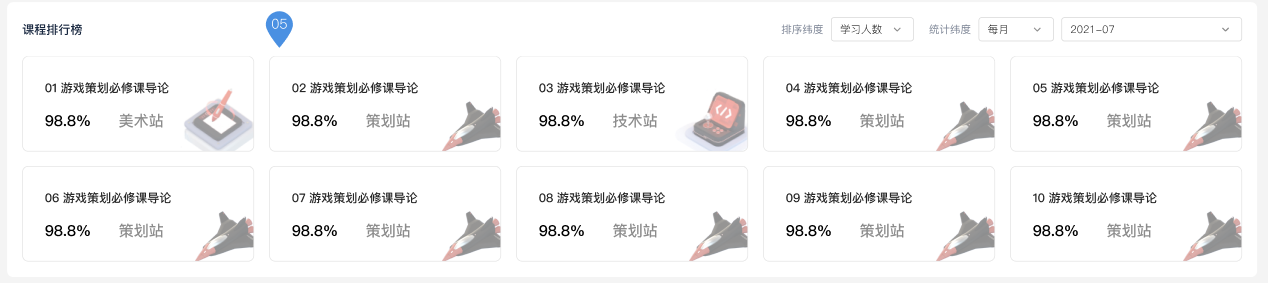 课程排行榜
05
排序纬度 学习人数 统计纬度 每月 2021-07
01 游戏策划必修课导论
98.8% 美术站
02 游戏策划必修课导论
98.8% 策划站
03 游戏策划必修课导论
98.8% 技术站
</>
04 游戏策划必修课导论
98.8% 策划站
05 游戏策划必修课导论
98.8% 策划站
06 游戏策划必修课导论
98.8% 策划站
07 游戏策划必修课导论
98.8% 策划站
08 游戏策划必修课导论
98.8% 策划站
09 游戏策划必修课导论
98.8% 策划站
10 游戏策划必修课导论
98.8% 策划站